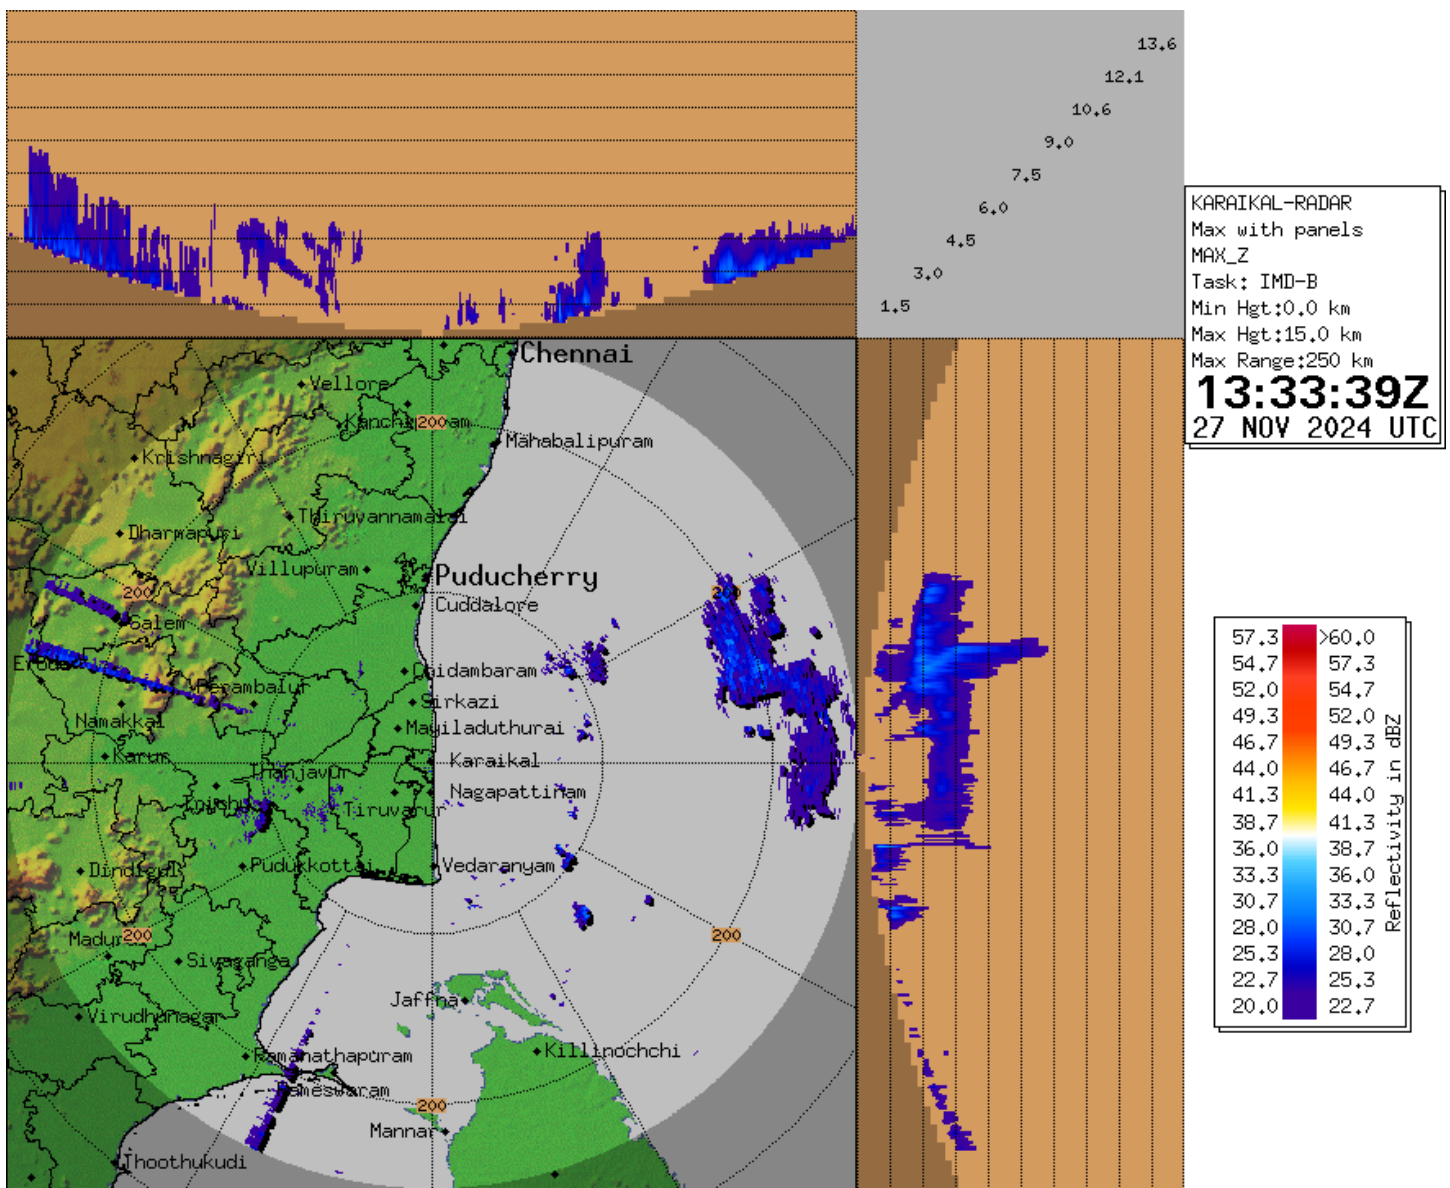 13.6
12.1
10.6
9.0
7.5
6.0
4.5
3.0
1.5
KARAIKAL-RADAR
Max with panels
MAX_Z
Task: IMD-B
Min Hgt:0.0 km
Max Hgt:15.0 km
Max Range:250 km
13:33:39Z
27 NOV 2024 UTC
Chennai
Vellore
200
Mahabalipuram
Krishnagiri
Thiruvannamalai
Dharmapuri
Villupuram
Puducherry
200
200
Cuddalore
Salem
Erode
Chidambaram
Perambalur
Sirkazi
Namakkal
Mayiladuthurai
Karur
Karaikal
Thanjavur
Nagapattinam
Trichy
Tiruvarur
Pudukkottai
Vedaranyam
Dindigul
Madurai
200
200
Sivaganga
Jaffna
Virudhunagar
Ramanathapuram
Killinochchi
Rameswaram
200
Mannar
Thoothukudi
57.3 >60.0
54.7 57.3
52.0 54.7
49.3 52.0
46.7 49.3
44.0 46.7
41.3 44.0
38.7 41.3
36.0 38.7
33.3 36.0
30.7 33.3
28.0 30.7
25.3 28.0
22.7 25.3
20.0 22.7
Reflectivity in dBZ